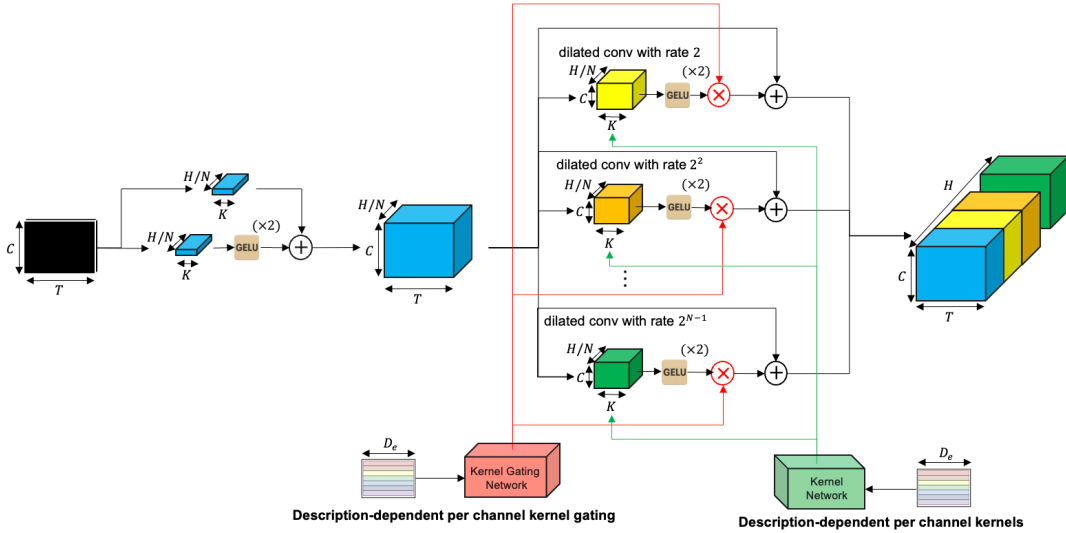 dilated conv with rate 2
H/N
(×2)
C
GELU
K
dilated conv with rate 2^2
H/N
(×2)
C
GELU
K
⋮
dilated conv with rate 2^{N-1}
H/N
(×2)
C
GELU
K
H/N
K
C
H/N
(×2)
GELU
K
T
H/N
C
T
H
C
T
D_e
Kernel Gating
Network
Description-dependent per channel kernel gating
D_e
Kernel
Network
Description-dependent per channel kernels